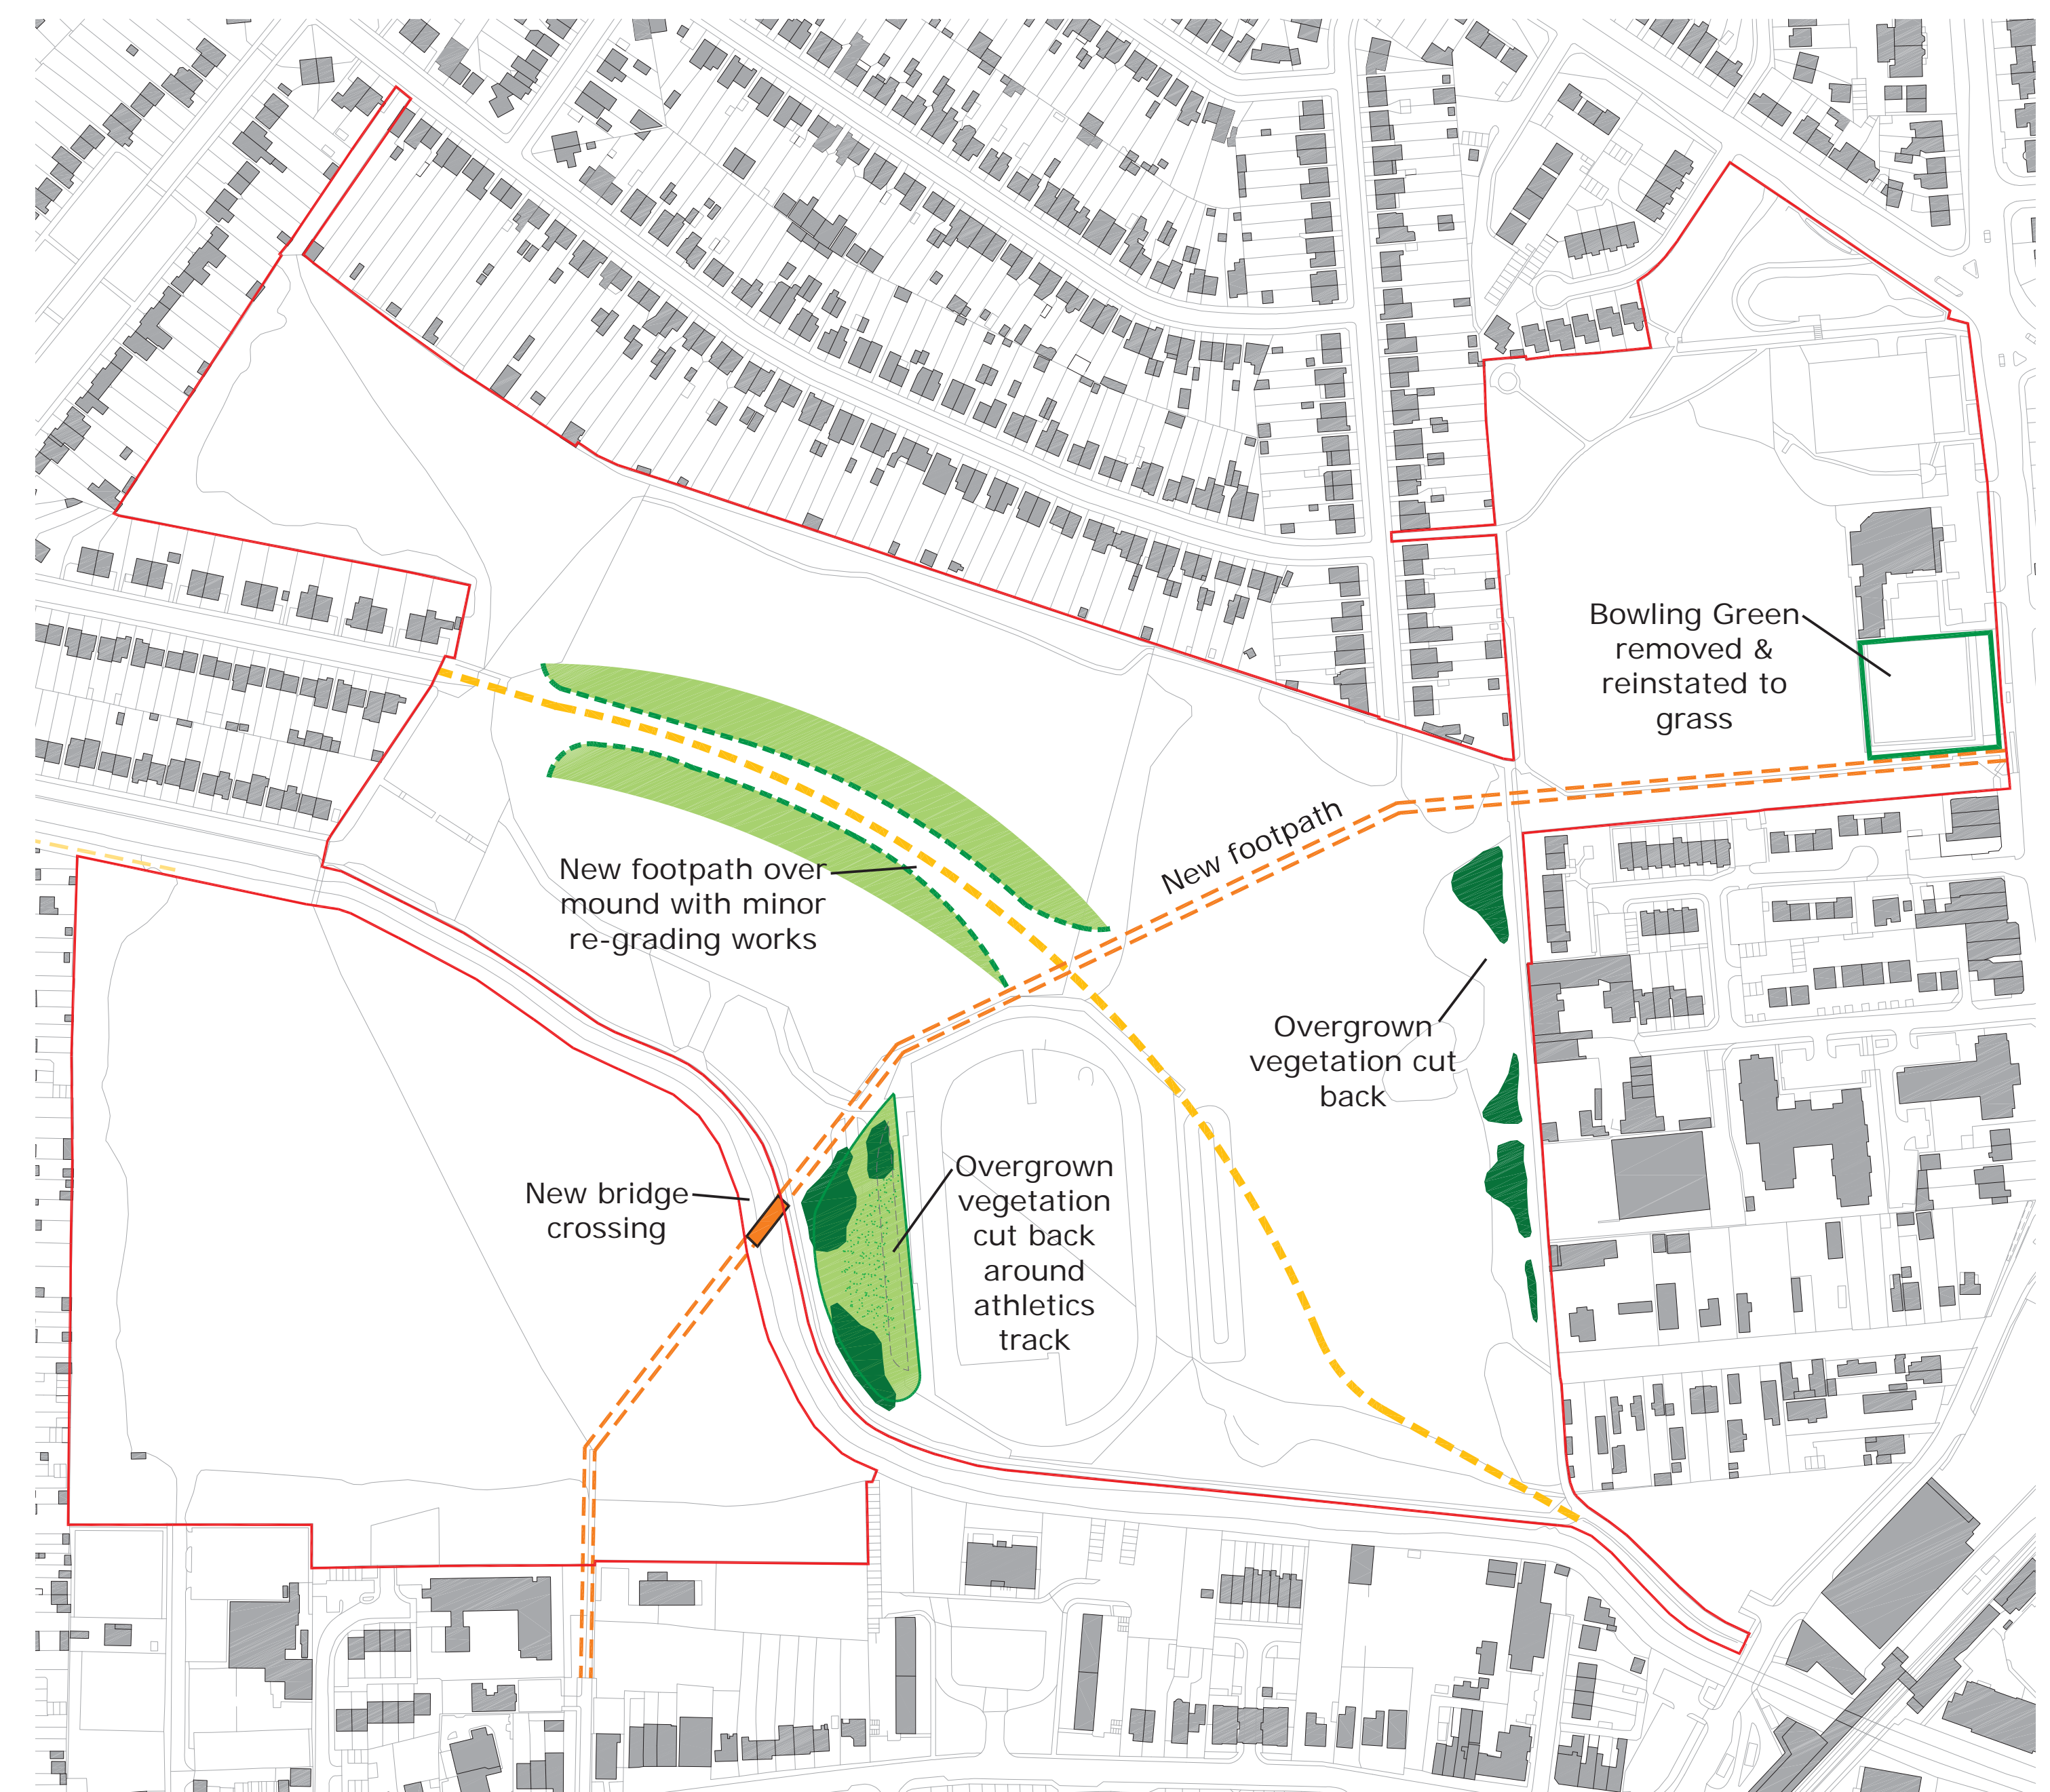 Bowling Green
removed &
reinstated to
grass
New footpath
New footpath over
mound with minor
re-grading works
Overgrown
vegetation cut
back
New bridge
crossing
Overgrown
vegetation
cut back
around
athletics
track